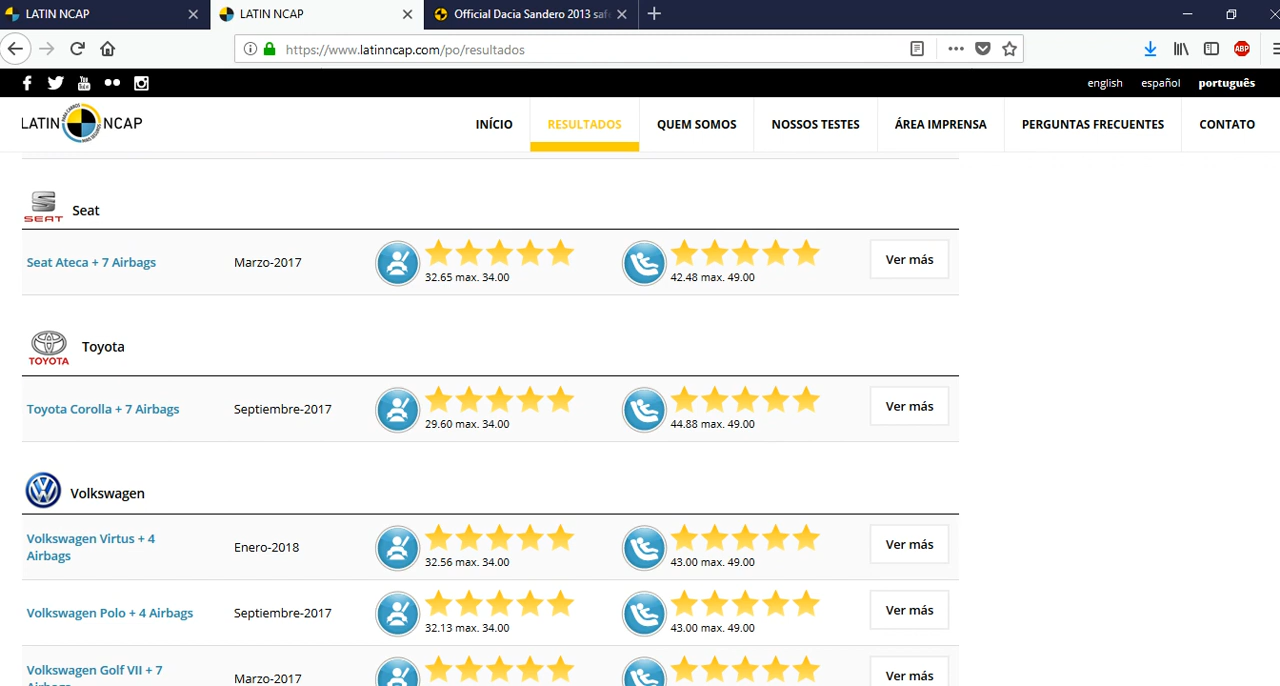 LATIN NCAP
LATIN NCAP
Official Dacia Sandero 2013 saf
https://www.latinncap.com/po/resultados
ABP
english español português
LATIN NCAP
INÍCIO RESULTADOS QUEM SOMOS NOSSOS TESTES ÁREA IMPRENSA PERGUNTAS FRECUENTES CONTATO
SEAT Seat
Seat Ateca + 7 Airbags Marzo-2017 Ver más
32.65 max. 34.00 42.48 max. 49.00
TOYOTA Toyota
Toyota Corolla + 7 Airbags Septiembre-2017 Ver más
29.60 max. 34.00 44.88 max. 49.00
Volkswagen
Volkswagen Virtus + 4
Airbags Enero-2018 Ver más
32.56 max. 34.00 43.00 max. 49.00
Volkswagen Polo + 4 Airbags Septiembre-2017 Ver más
32.13 max. 34.00 43.00 max. 49.00
Volkswagen Golf VII + 7
Marzo-2017 Ver más